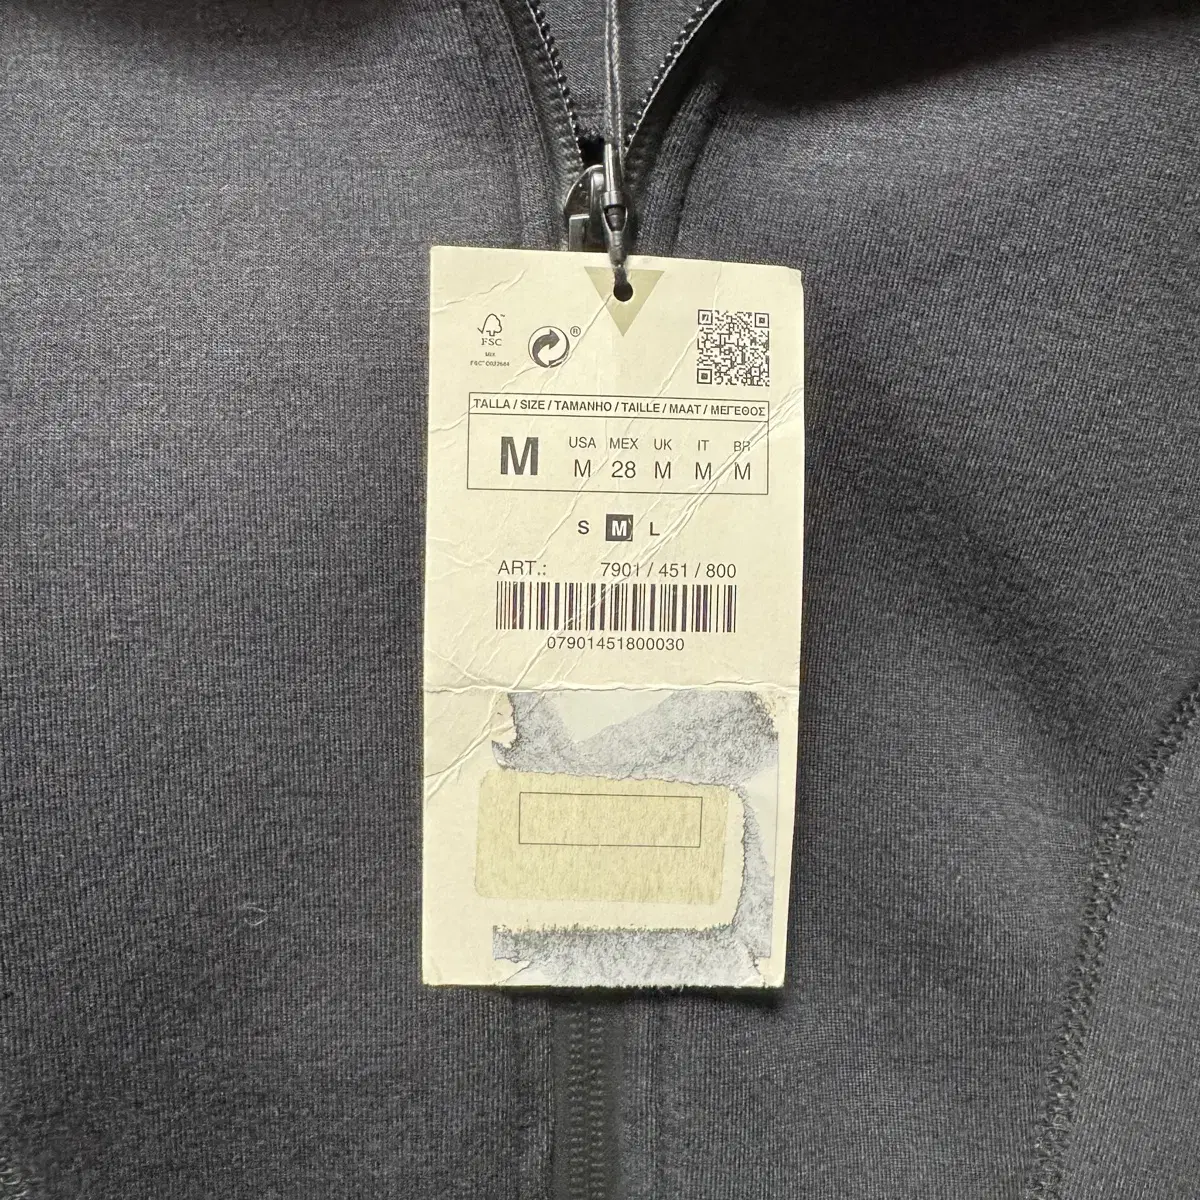 FSC
MIX
®
TALLA / SIZE / TAMANHO / TAILLE / MAAT / ΜΕΓΕΘΟΣ
M
USA MEX UK IT BR
M 28 M M M
S M L
ART.: 7901 / 451 / 800
07901451800030